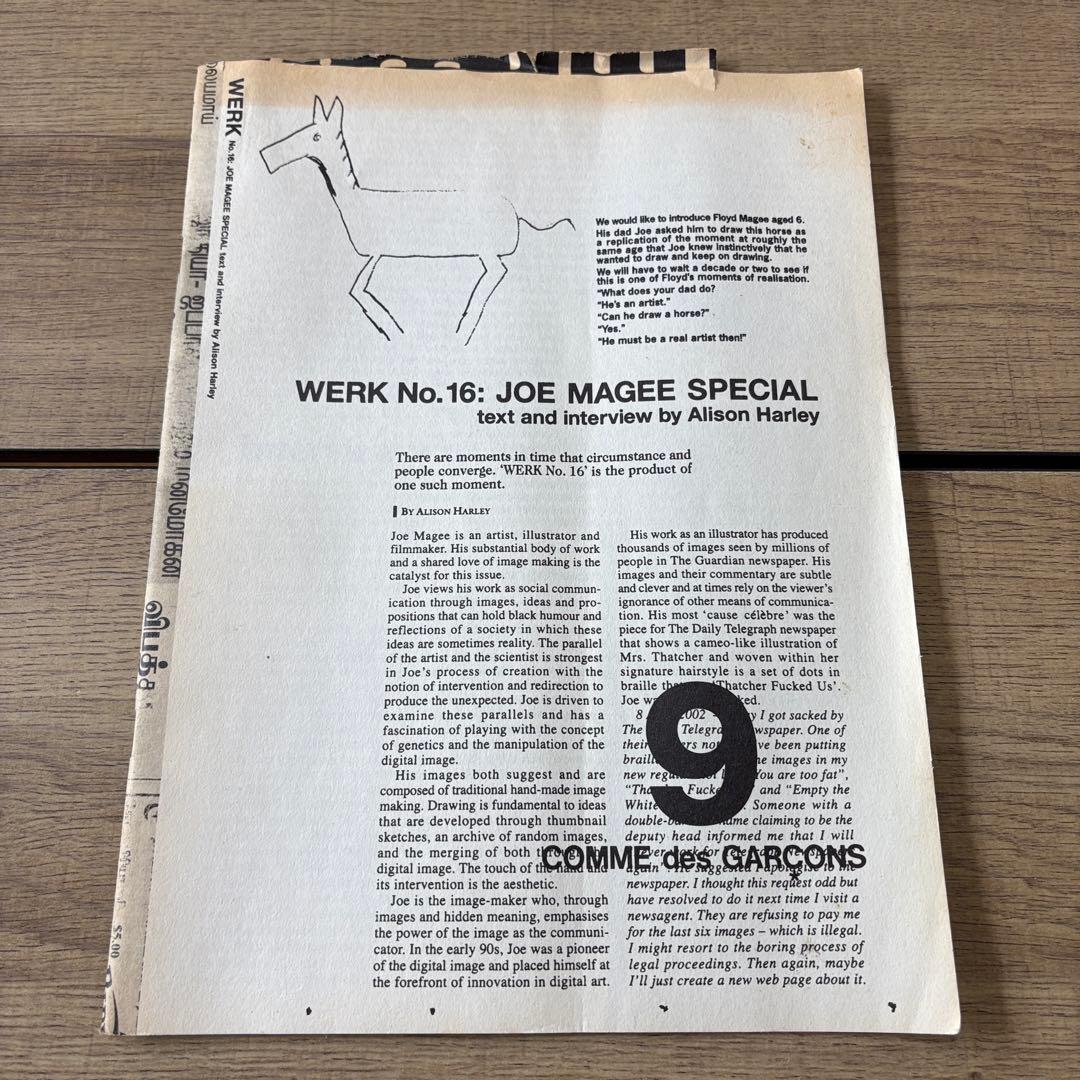 WERK No.16: JOE MAGEE SPECIAL text and interview by Alison Harley
We would like to introduce Floyd Magee aged 6.
His dad Joe asked him to draw this horse as
a replication of the moment at roughly the
same age that Joe knew instinctively that he
wanted to draw and keep on drawing.
We will have to wait a decade or two to see if
this is one of Floyd's moments of realisation.
"What does your dad do?
"He's an artist."
"Can he draw a horse?"
"Yes."
"He must be a real artist then!"
WERK No. 16: JOE MAGEE SPECIAL
text and interview by Alison Harley
There are moments in time that circumstance and
people converge. 'WERK No. 16' is the product of
one such moment.
BY ALISON HARLEY
Joe Magee is an artist, illustrator and
filmmaker. His substantial body of work
and a shared love of image making is the
catalyst for this issue.
Joe views his work as social commun-
ication through images, ideas and pro-
positions that can hold black humour and
reflections of a society in which these
ideas are sometimes reality. The parallel
of the artist and the scientist is strongest
in Joe's process of creation with the
notion of intervention and redirection to
produce the unexpected. Joe is driven to
examine these parallels and has a
fascination of playing with the concept
of genetics and the manipulation of the
digital image.
His images both suggest and are
composed of traditional hand-made image
making. Drawing is fundamental to ideas
that are developed through thumbnail
sketches, an archive of random images,
and the merging of both through
digital image. The touch of the hand and
its intervention is the aesthetic.
Joe is the image-maker who, through
images and hidden meaning, emphasises
the power of the image as the communi-
cator. In the early 90s, Joe was a pioneer
of the digital image and placed himself at
the forefront of innovation in digital art.
His work as an illustrator has produced
thousands of images seen by millions of
people in The Guardian newspaper. His
images and their commentary are subtle
and clever and at times rely on the viewer's
ignorance of other means of communica-
tion. His most 'cause célèbre' was the
piece for The Daily Telegraph newspaper
that shows a cameo-like illustration of
Mrs. Thatcher and woven within her
signature hairstyle is a set of dots in
braille 'Thatcher Fucked Us'.
Joe
8 2002 I got sacked by
The newspaper. One of
their have been putting
images in my
new "You are too fat",
and "Empty the
White Someone with a
claiming to be the
deputy head informed me that I will
never work for
again'. He suggested I apologise to the
newspaper. I thought this request odd but
have resolved to do it next time I visit a
newsagent. They are refusing to pay me
for the last six images – which is illegal.
I might resort to the boring process of
legal proceedings. Then again, maybe
I'll just create a new web page about it.
9
COMME des GARÇONS
*
$5.00